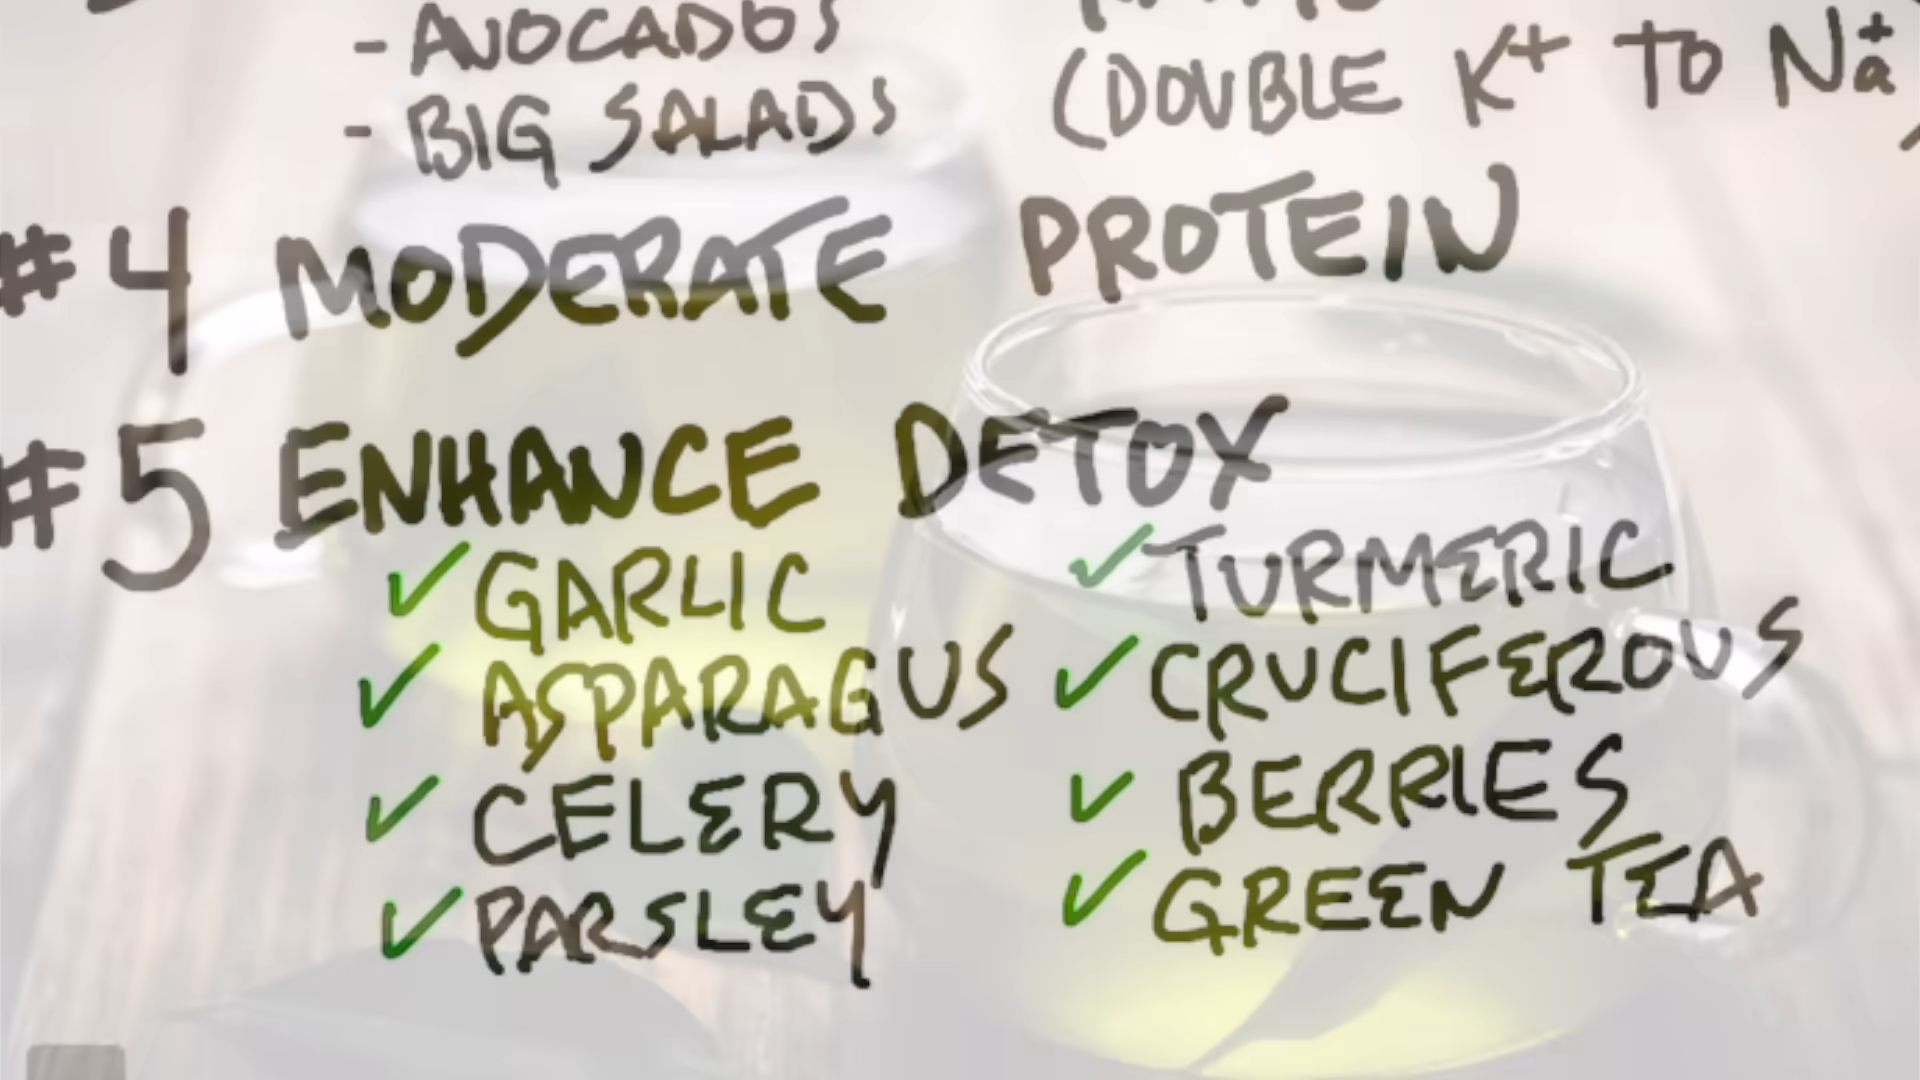 - AVOCADOS
- BIG SALADS
(DOUBLE K+ TO Na+)
#4 MODERATE PROTEIN
#5 ENHANCE DETOX
✓ GARLIC
✓ ASPARAGUS
✓ CELERY
✓ PARSLEY
✓ TURMERIC
✓ CRUCIFEROUS
✓ BERRIES
✓ GREEN TEA